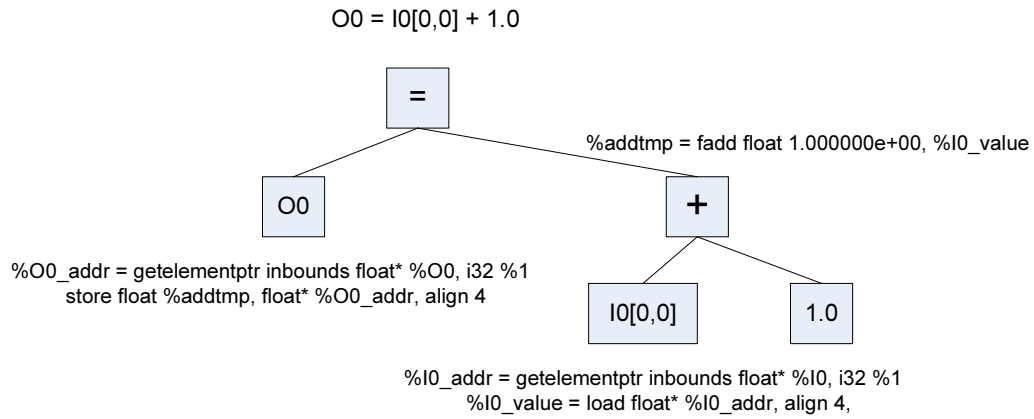 O0 = I0[0,0] + 1.0
=
%addtmp = fadd float 1.000000e+00, %I0_value
O0
+
%O0_addr = getelementptr inbounds float* %O0, i32 %1
store float %addtmp, float* %O0_addr, align 4
I0[0,0]
1.0
%I0_addr = getelementptr inbounds float* %I0, i32 %1
%I0_value = load float* %I0_addr, align 4,